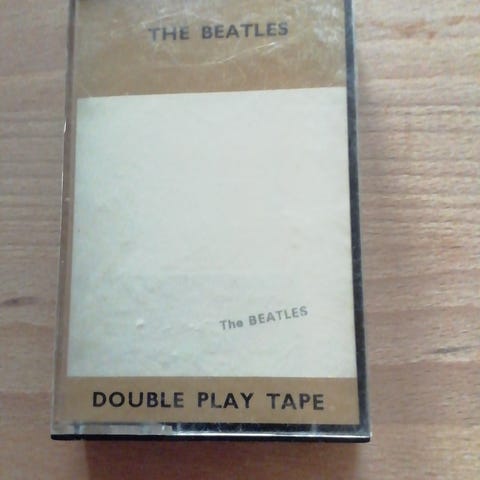 THE BEATLES
The BEATLES
DOUBLE PLAY TAPE